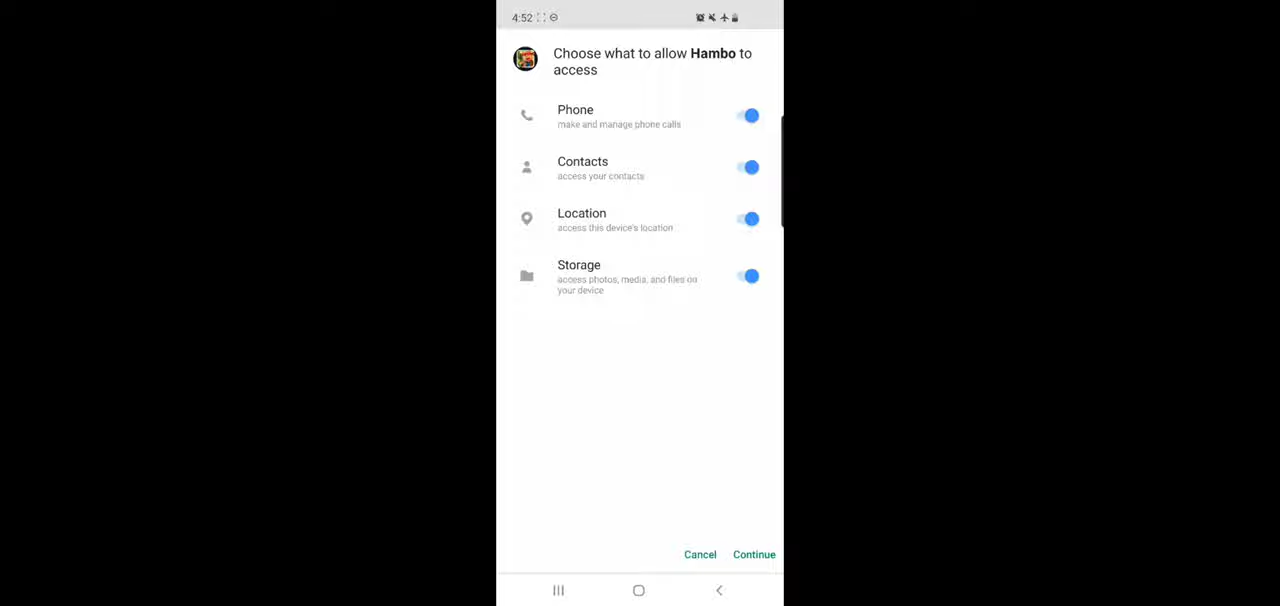 4:52
Choose what to allow Hambo to
access
Phone
make and manage phone calls
Contacts
access your contacts
Location
access this device's location
Storage
access photos, media, and files on
your device
Cancel Continue